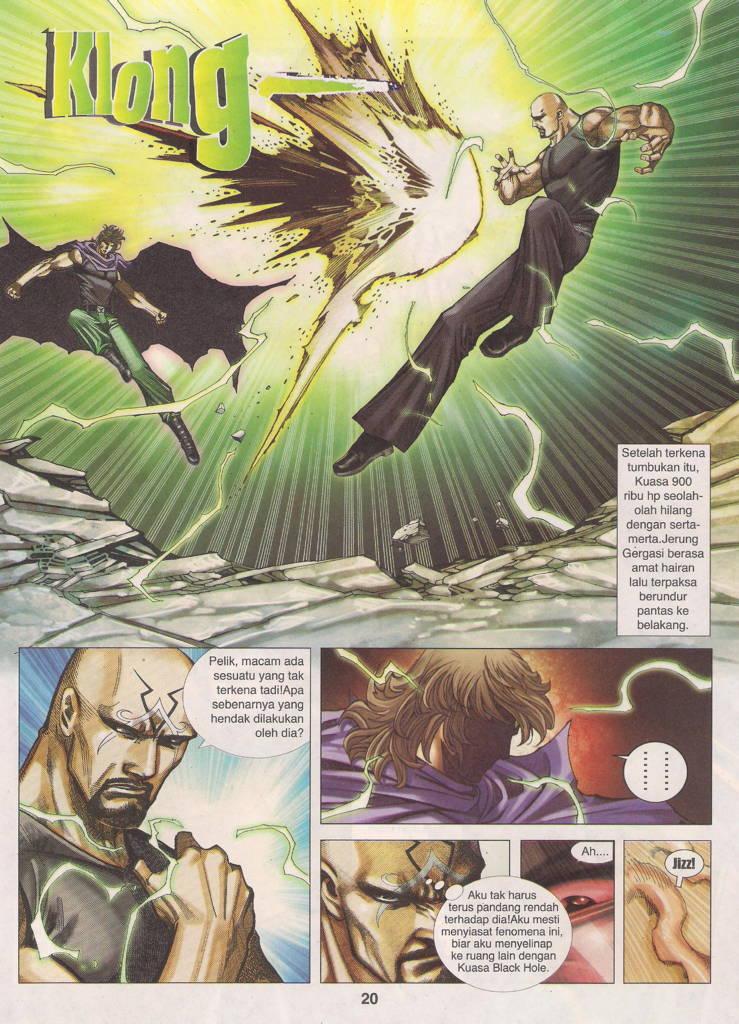 Klong
Setelah terkena
tumbukan itu,
Kuasa 900
ribu hp seolah-
olah hilang
dengan serta-
merta.Jerung
Gergasi berasa
amat hairan
lalu terpaksa
berundur
pantas ke
belakang.
Pelik, macam ada
sesuatu yang tak
terkena tadi!Apa
sebenarnya yang
hendak dilakukan
oleh dia?
Aku tak harus
terus pandang rendah
terhadap dia!Aku mesti
menyiasat fenomena ini,
biar aku menyelinap
ke ruang lain dengan
Kuasa Black Hole.
Ah....
Jizz!
20